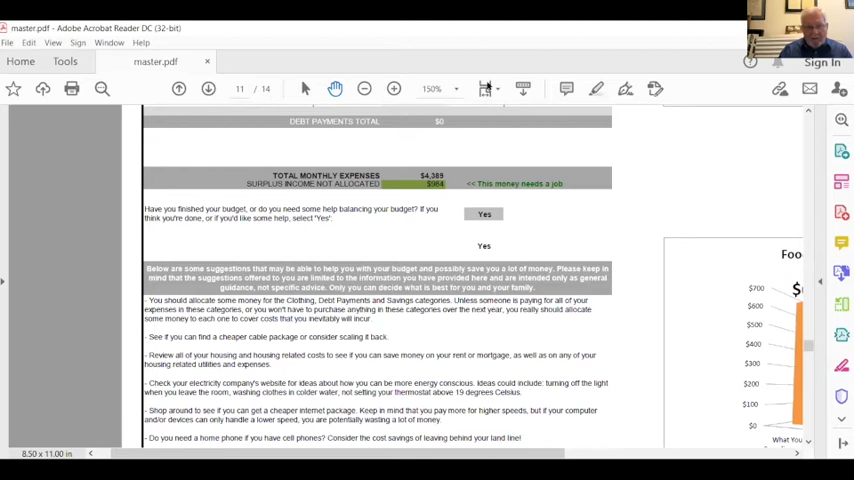 master.pdf - Adobe Acrobat Reader DC (32-bit)
File Edit View Sign Window Help
Home Tools master.pdf × Sign In
11 / 14 150%
DEBT PAYMENTS TOTAL $0
TOTAL MONTHLY EXPENSES $4,389
SURPLUS INCOME NOT ALLOCATED $984 << This money needs a job
Have you finished your budget, or do you need some help balancing your budget? If you
think you're done, or if you'd like some help, select 'Yes':
Yes
Yes
Below are some suggestions that may be able to help you with your budget and possibly save you a lot of money. Please keep in
mind that the suggestions offered to you are limited to the information you have provided here and are intended only as general
guidance, not specific advice. Only you can decide what is best for you and your family.
- You should allocate some money for the Clothing, Debt Payments and Savings categories. Unless someone is paying for all of your
expenses in these categories, or you won't have to purchase anything in these categories over the next year, you really should allocate
some money to each one to cover costs that you inevitably will incur.
- See if you can find a cheaper cable package or consider scaling it back.
- Review all of your housing and housing related costs to see if you can save money on your rent or mortgage, as well as on any of your
housing related utilities and expenses.
- Check your electricity company's website for ideas about how you can be more energy conscious. Ideas could include: turning off the light
when you leave the room, washing clothes in colder water, not setting your thermostat above 19 degrees Celsius.
- Shop around to see if you can get a cheaper internet package. Keep in mind that you pay more for higher speeds, but if your computer
and/or devices can only handle a lower speed, you are potentially wasting a lot of money.
- Do you need a home phone if you have cell phones? Consider the cost savings of leaving behind your land line!
Foo
$700
$600
$500
$400
$300
$200
$100
$0
What You
8.50 x 11.00 in